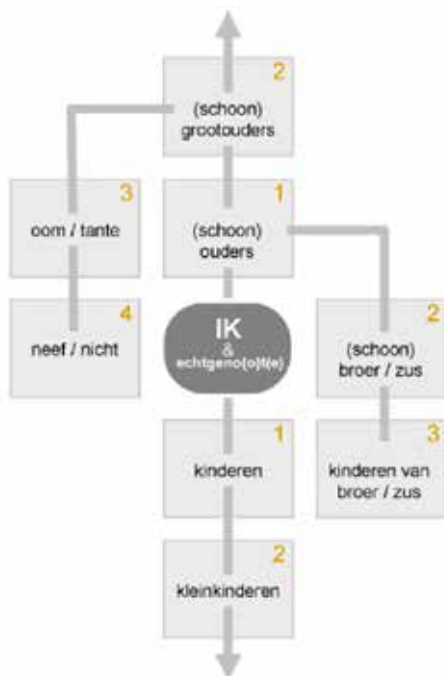 2
(schoon)
grootouders
3
oom / tante
1
(schoon)
ouders
4
neef / nicht
IK
&
echtgeno(o)t(e)
2
(schoon)
broer / zus
1
kinderen
3
kinderen van
broer / zus
2
kleinkinderen